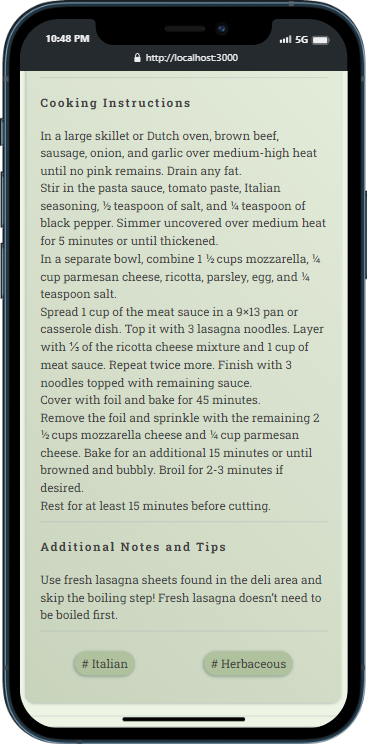 10:48 PM
5G
http://localhost:3000
Cooking Instructions
In a large skillet or Dutch oven, brown beef,
sausage, onion, and garlic over medium-high heat
until no pink remains. Drain any fat.
Stir in the pasta sauce, tomato paste, Italian
seasoning, ½ teaspoon of salt, and ¼ teaspoon of
black pepper. Simmer uncovered over medium heat
for 5 minutes or until thickened.
In a separate bowl, combine 1 ½ cups mozzarella, ¼
cup parmesan cheese, ricotta, parsley, egg, and ¼
teaspoon salt.
Spread 1 cup of the meat sauce in a 9×13 pan or
casserole dish. Top it with 3 lasagna noodles. Layer
with ⅓ of the ricotta cheese mixture and 1 cup of
meat sauce. Repeat twice more. Finish with 3
noodles topped with remaining sauce.
Cover with foil and bake for 45 minutes.
Remove the foil and sprinkle with the remaining 2
½ cups mozzarella cheese and ¼ cup parmesan
cheese. Bake for an additional 15 minutes or until
browned and bubbly. Broil for 2-3 minutes if
desired.
Rest for at least 15 minutes before cutting.
Additional Notes and Tips
Use fresh lasagna sheets found in the deli area and
skip the boiling step! Fresh lasagna doesn't need to
be boiled first.
# Italian
# Herbaceous